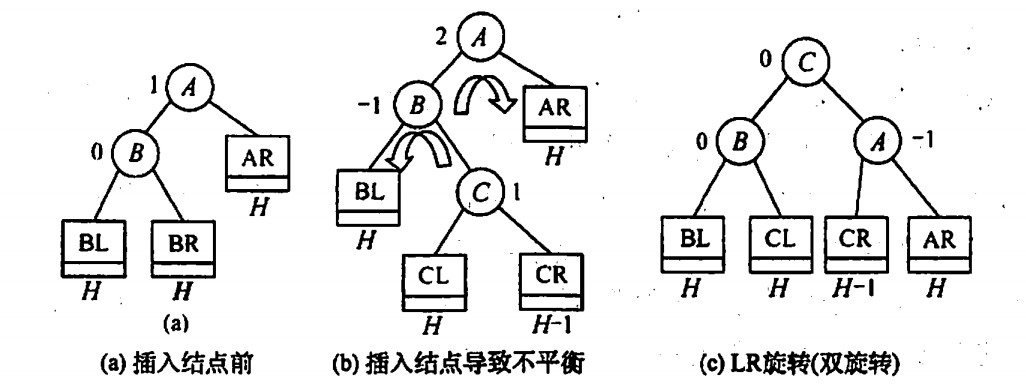 1 A
0 B
AR
H
BL BR
H H
(a)
(a) 插入结点前
2 A
-1 B
AR
H
BL
H
C 1
CL CR
H H-1
(b) 插入结点导致不平衡
0 C
0 B A -1
BL CL CR AR
H H H-1 H
(c) LR旋转(双旋转)